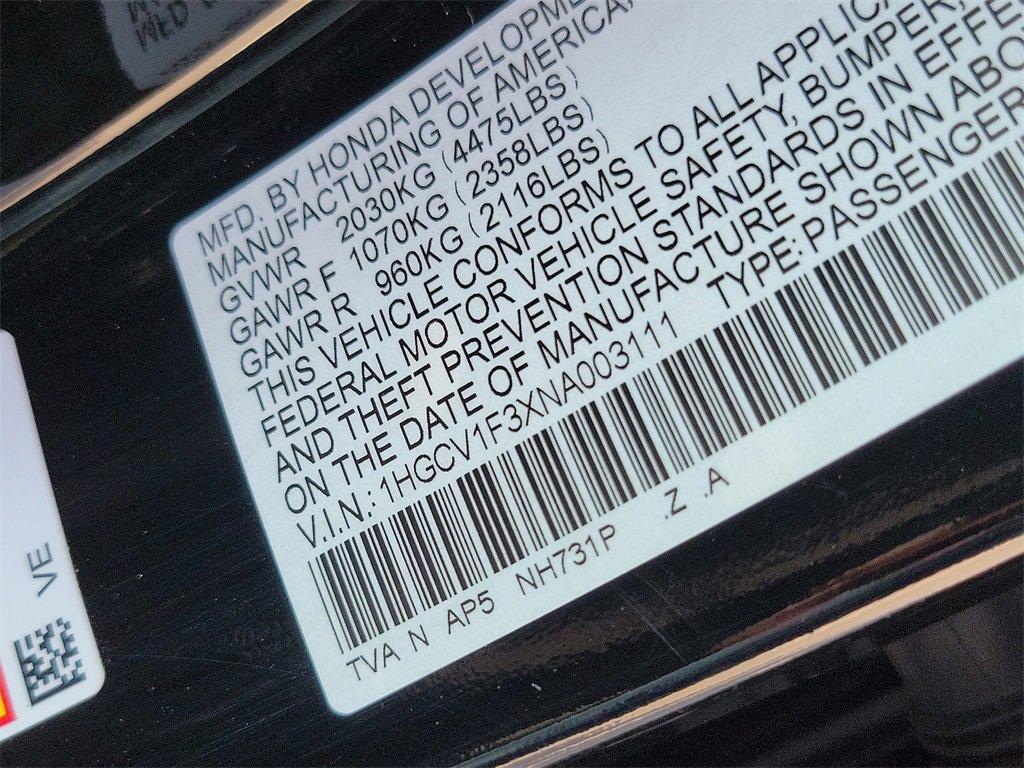 MFD. BY HONDA DEVELOPME
MANUFACTURING OF AMERICA,
GVWR 2030KG (4475LBS)
GAWR F 1070KG (2358LBS)
GAWR R 960KG (2116LBS)
THIS VEHICLE CONFORMS TO ALL APPLICA
FEDERAL MOTOR VEHICLE SAFETY, BUMPER,
AND THEFT PREVENTION STANDARDS IN EFFE
ON THE DATE OF MANUFACTURE SHOWN ABO
V.I.N.: 1HGCV1F3XNA003111 TYPE: PASSENGER
TVA N AP5 NH731P .Z .A
VE